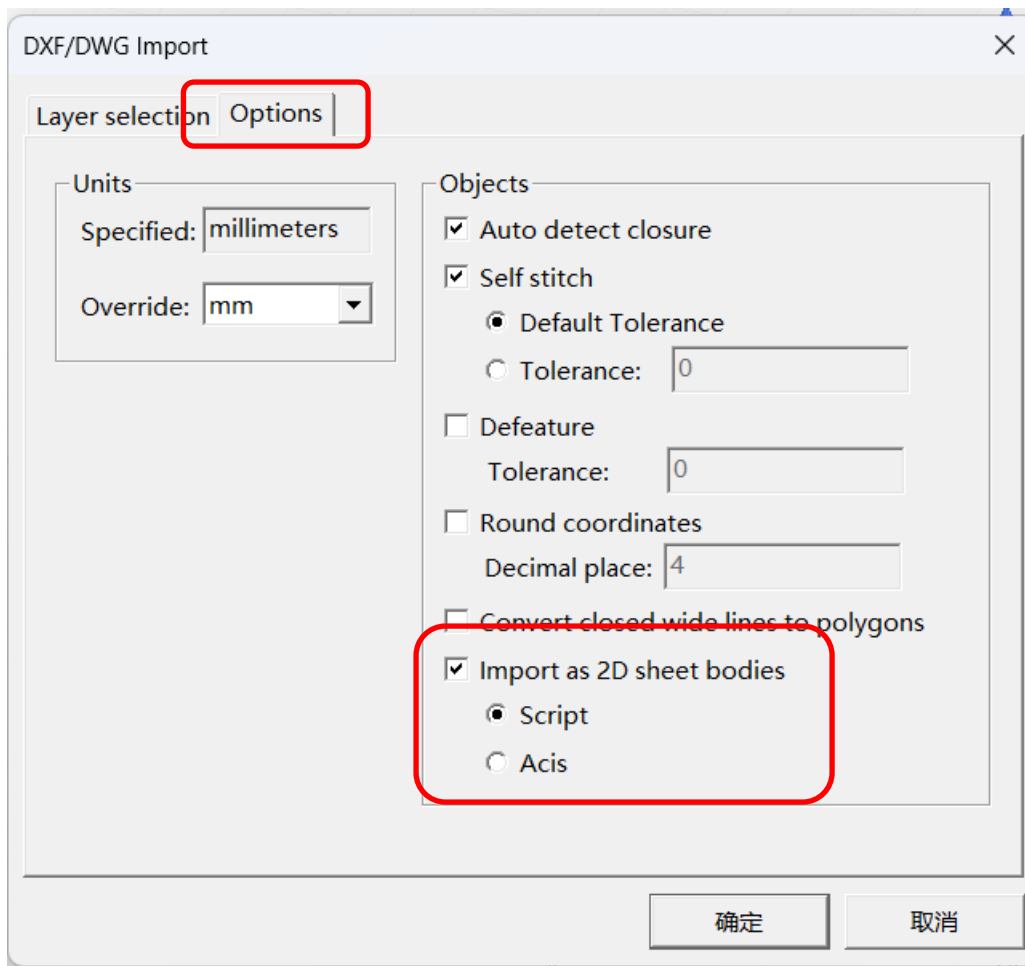 DXF/DWG Import
Layer selection Options
Units
Specified: millimeters
Override: mm
Objects
Auto detect closure
Self stitch
Default Tolerance
Tolerance: 0
Defeature
Tolerance: 0
Round coordinates
Decimal place: 4
Convert closed wide lines to polygons
Import as 2D sheet bodies
Script
Acis
确定 取消